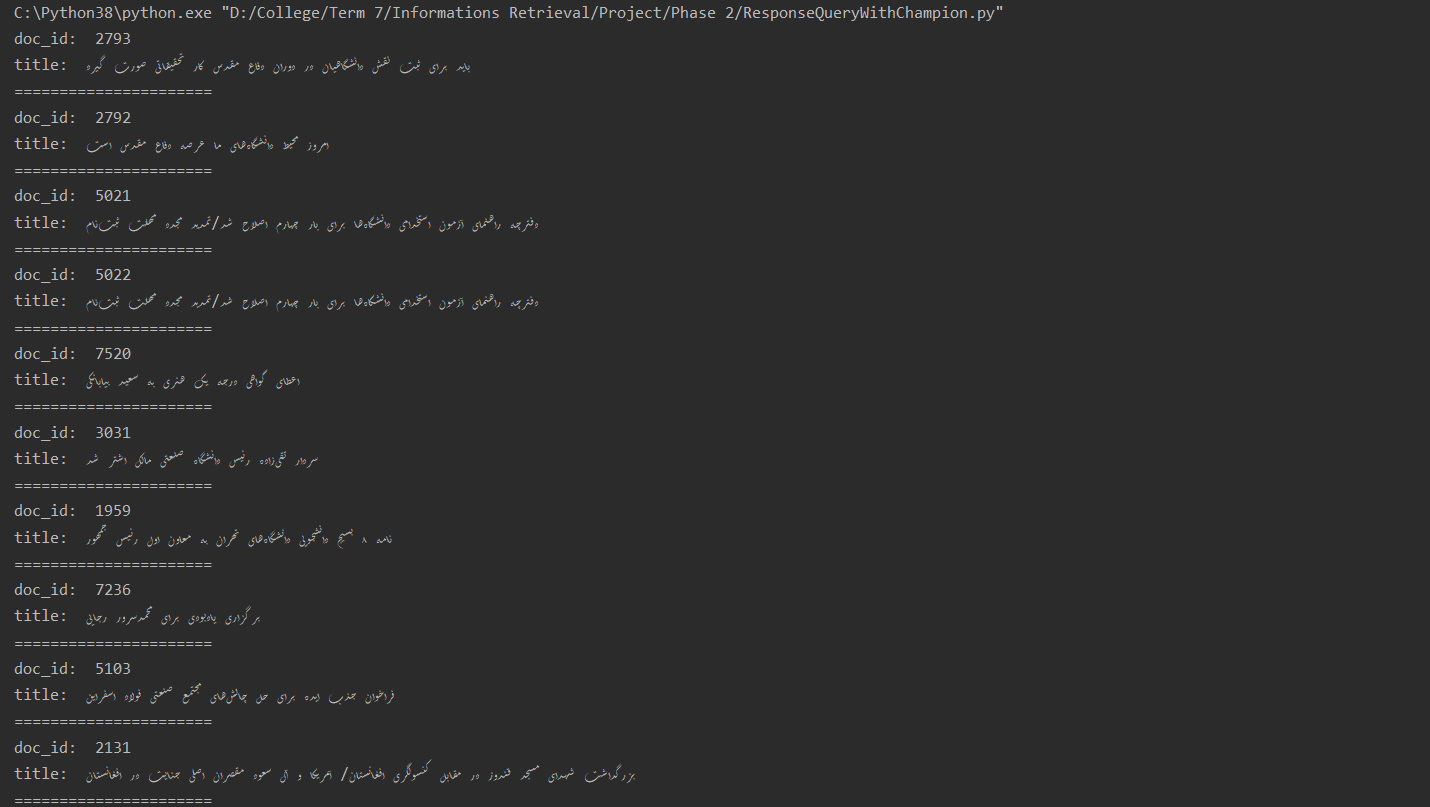 C:\Python38\python.exe "D:/College/Term 7/Informations Retrieval/Project/Phase 2/ResponseQueryWithChampion.py"
doc_id:  2793
title:  باید برای ثبت نقش دانشگاهیان در دوران دفاع مقدس کار تحقیقاتی صورت گیرد
======================
doc_id:  2792
title:  امروز محیط دانشگاه‌های ما عرصه دفاع مقدس است
======================
doc_id:  5021
title:  دفترچه راهنمای آزمون استخدامی دانشگاه‌ها برای بار چهارم اصلاح شد/تمدید مجدد مهلت ثبت‌نام
======================
doc_id:  5022
title:  دفترچه راهنمای آزمون استخدامی دانشگاه‌ها برای بار چهارم اصلاح شد/تمدید مجدد مهلت ثبت‌نام
======================
doc_id:  7520
title:  اعطای گواهی درجه یک هنری به سعید بیابانکی
======================
doc_id:  3031
title:  سردار تقی‌زاده رئیس دانشگاه صنعتی مالک اشتر شد
======================
doc_id:  1959
title:  نامه ۸ بسیج دانشجویی دانشگاه‌های تهران به معاون اول رئیس جمهور
======================
doc_id:  7236
title:  برگزاری یادبودی برای محمدسرور رجایی
======================
doc_id:  5103
title:  فراخوان جذب ایده برای حل چالش‌های مجتمع صنعتی فولاد اسفراین
======================
doc_id:  2131
title:  بزرگداشت شهدای مسجد قندوز در مقابل کنسولگری افغانستان/ آمریکا و آل سعود مقصران اصلی جنایت در افغانستان
======================